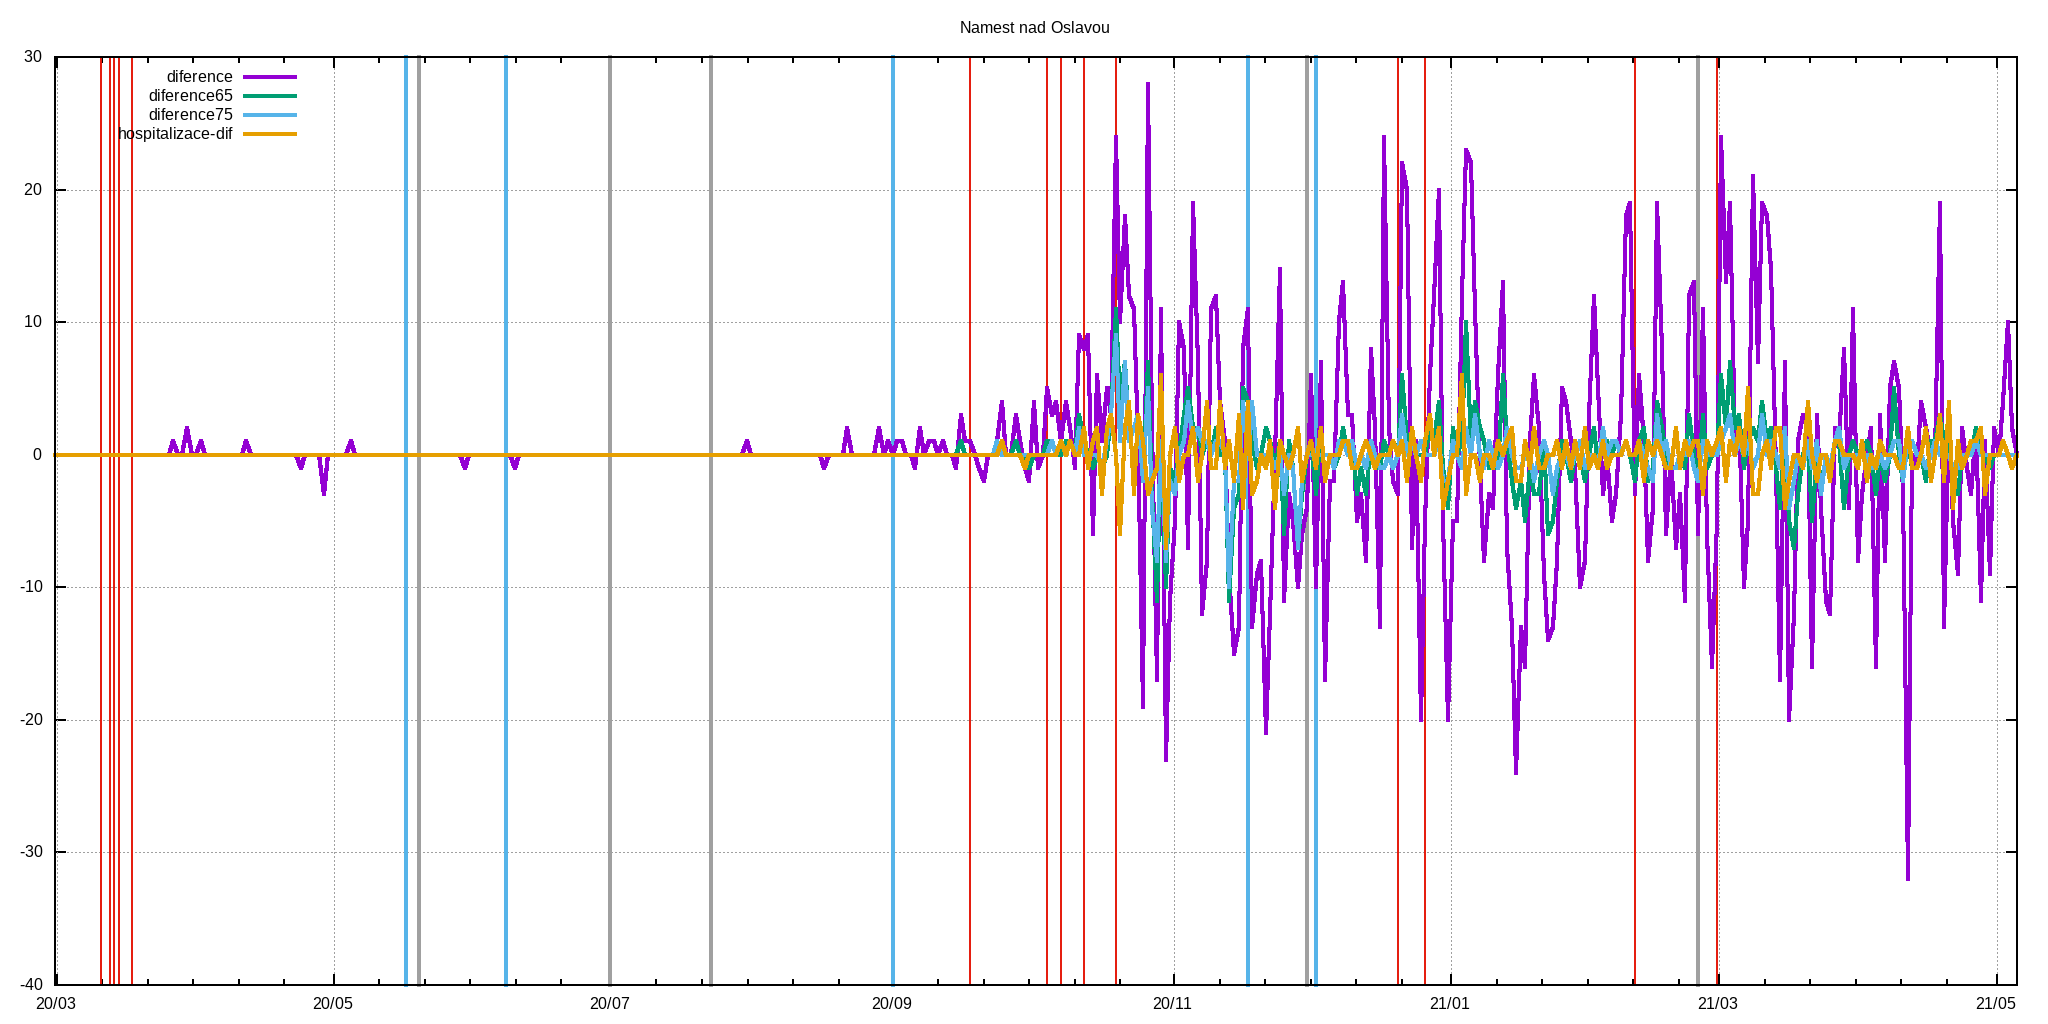 Namest nad Oslavou
30
diference
diference65
diference75
hospitalizace-dif
20
10
0
-10
-20
-30
-40
20/03 20/05 20/07 20/09 20/11 21/01 21/03 21/05